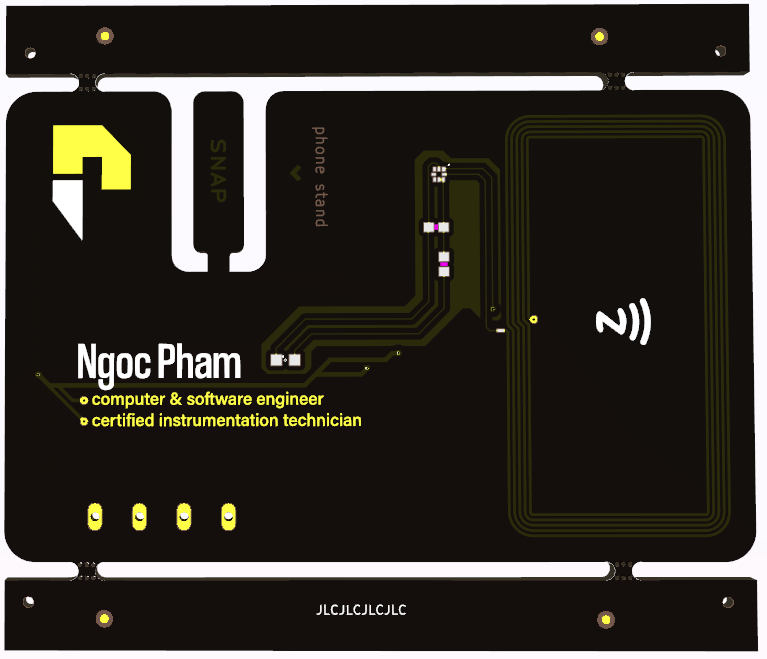 SNAP
phone stand
Ngoc Pham
computer & software engineer
certified instrumentation technician
JLCJLCJLCJLC